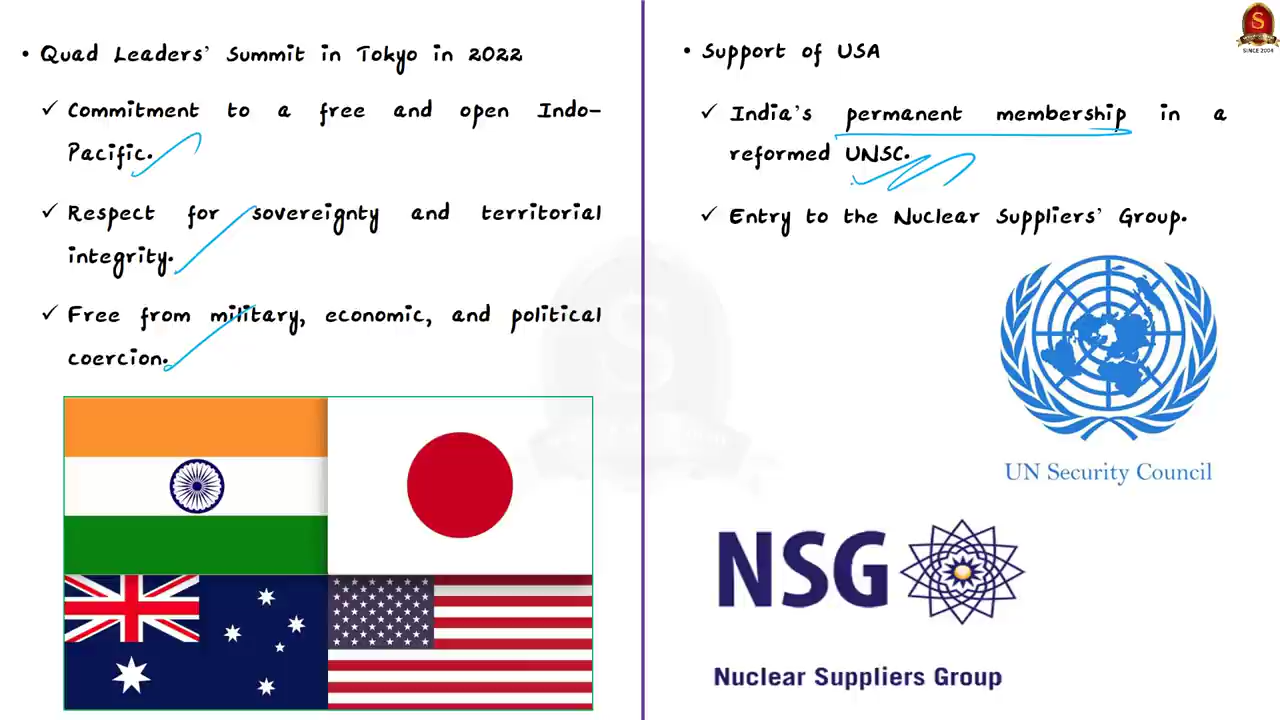 • Quad Leaders' Summit in Tokyo in 2022
✓ Commitment to a free and open Indo-
Pacific.
✓ Respect for sovereignty and territorial
integrity.
✓ Free from military, economic, and political
coercion.
• Support of USA
✓ India's permanent membership in a
reformed UNSC.
✓ Entry to the Nuclear Suppliers' Group.
UN Security Council
NSG
Nuclear Suppliers Group
S
SINCE 2004